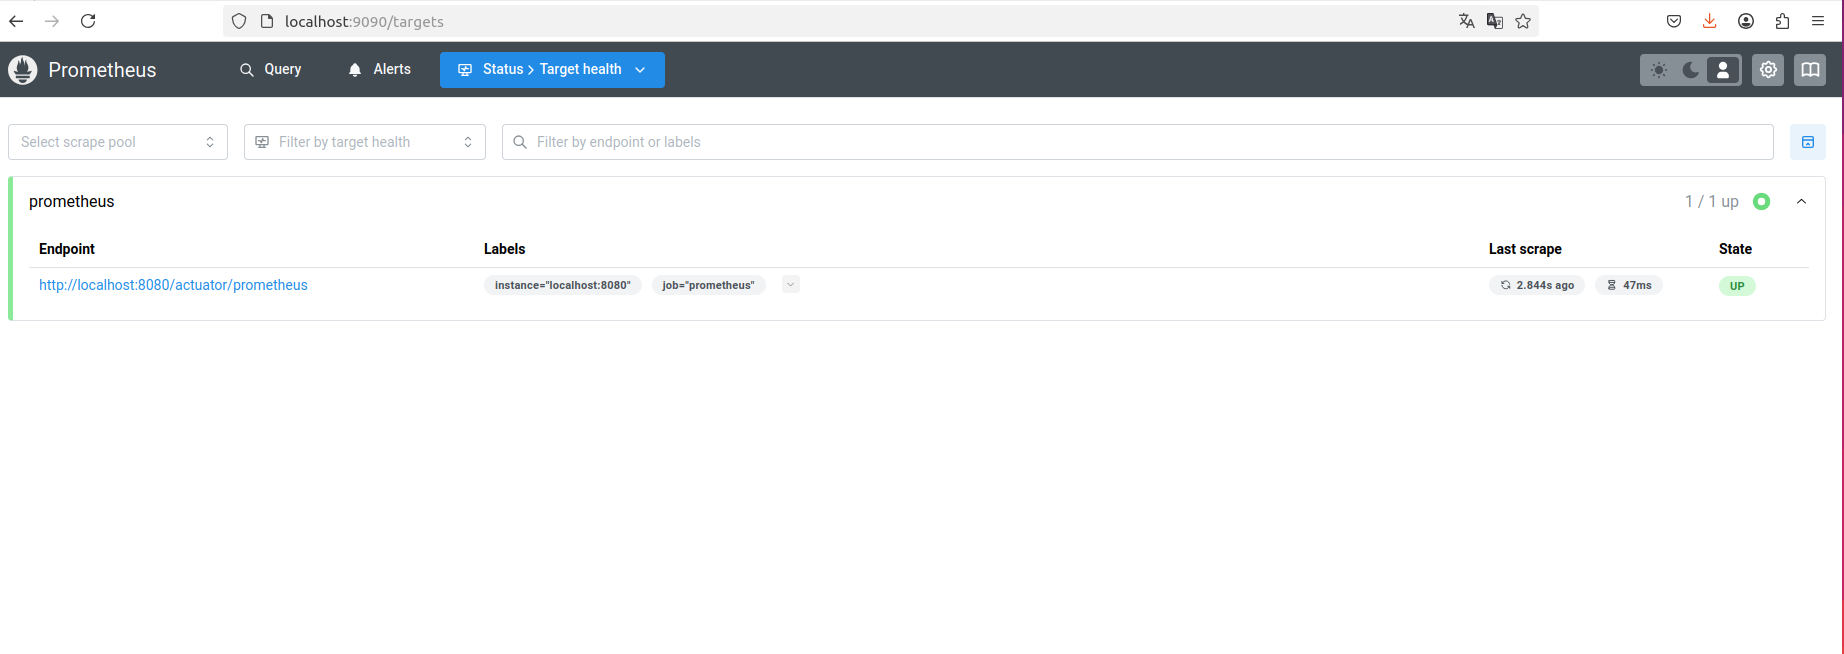 localhost:9090/targets
Prometheus Query Alerts Status > Target health
Select scrape pool Filter by target health Filter by endpoint or labels
prometheus 1 / 1 up
Endpoint Labels Last scrape State
http://localhost:8080/actuator/prometheus instance="localhost:8080" job="prometheus" 2.844s ago 47ms UP